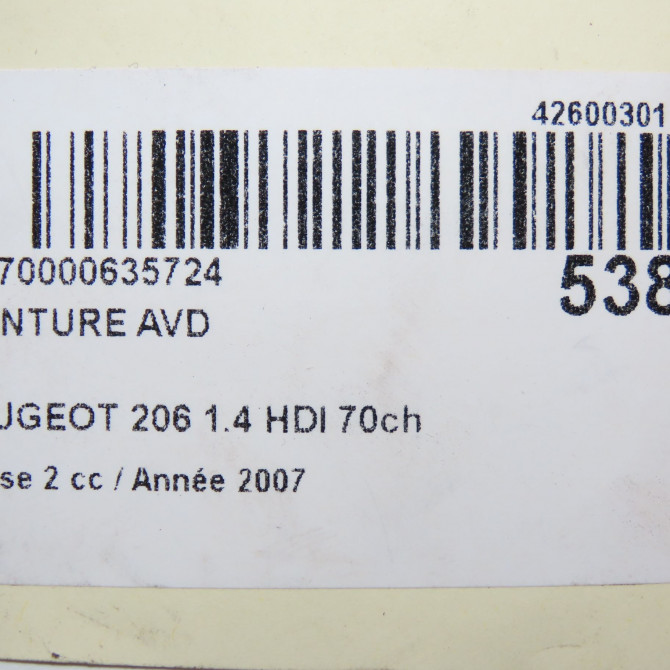 42600301
70000635724
538
NTURE AVD
UGEOT 206 1.4 HDI 70ch
se 2 cc / Année 2007